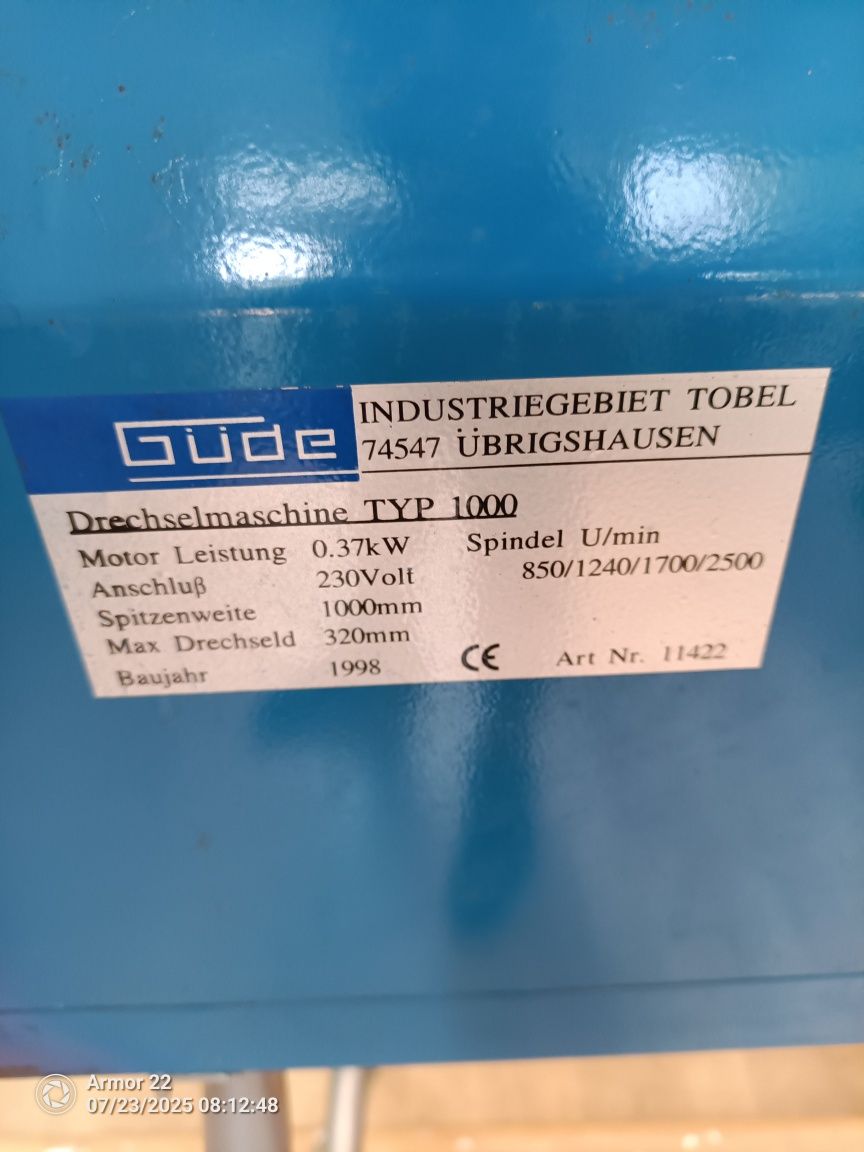 Güde
INDUSTRIEGEBIET TOBEL
74547 ÜBRIGSHAUSEN
Drechselmaschine TYP 1000
Motor Leistung 0.37kW Spindel U/min
Anschluß 230Volt 850/1240/1700/2500
Spitzenweite 1000mm
Max Drechseld 320mm
Baujahr 1998 CE Art Nr. 11422
Armor 22
07/23/2025 08:12:48